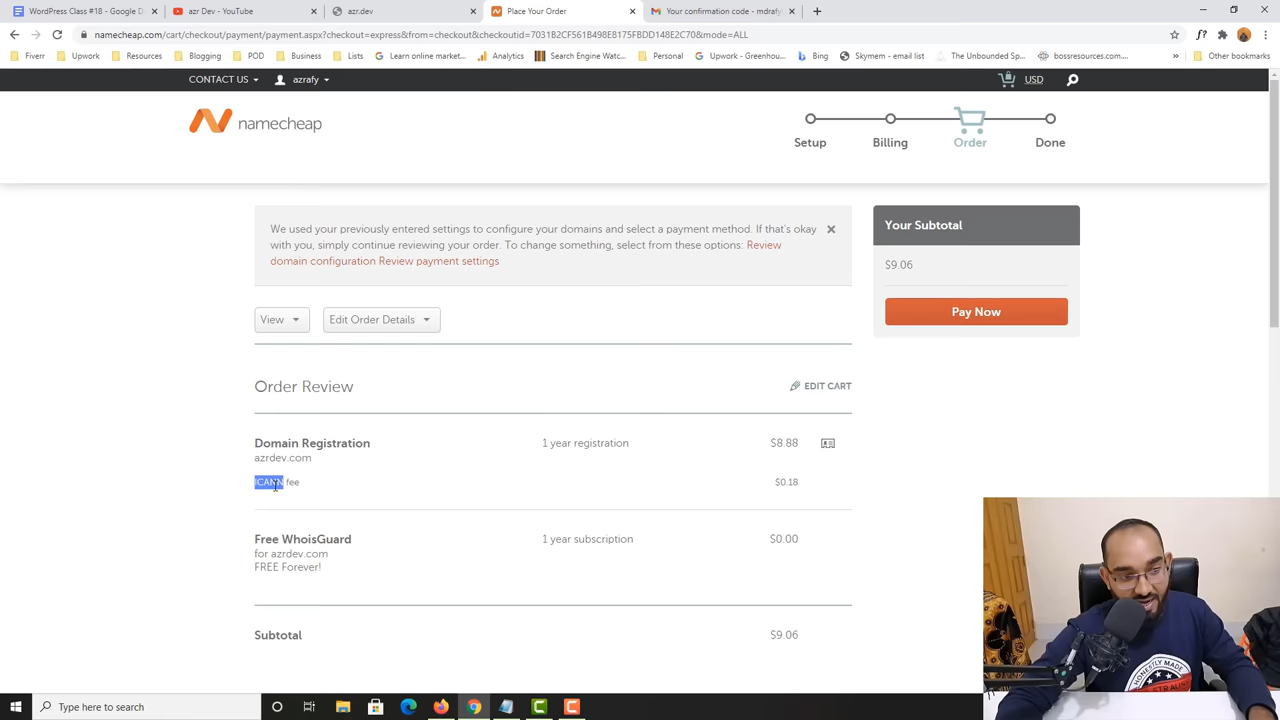 WordPress Class #18 - Google D
azr Dev - YouTube
azr.dev
Place Your Order
Your confirmation code - mdrafy
namecheap.com/cart/checkout/payment/payment.aspx?checkout=express&from=checkout&checkoutid=7031B2CF61B498E8175FBDD148E2C70&mode=ALL
Fiverr
Upwork
Resources
Blogging
POD
Business
Lists
Learn online market...
Analytics
Search Engine Watc...
Personal
Upwork - Greenhou...
Bing
Skymem - email list
The Unbounded Sp...
bossresources.com...
Other bookmarks
CONTACT US
azrafy
USD
namecheap
Setup
Billing
Order
Done
We used your previously entered settings to configure your domains and select a payment method. If that's okay
with you, simply continue reviewing your order. To change something, select from these options: Review
domain configuration Review payment settings
Your Subtotal
$9.06
Pay Now
View
Edit Order Details
Order Review
EDIT CART
Domain Registration 1 year registration $8.88
azrdev.com
ICANN fee $0.18
Free WhoisGuard 1 year subscription $0.00
for azrdev.com
FREE Forever!
Subtotal $9.06
HONESTLY MADE
Type here to search